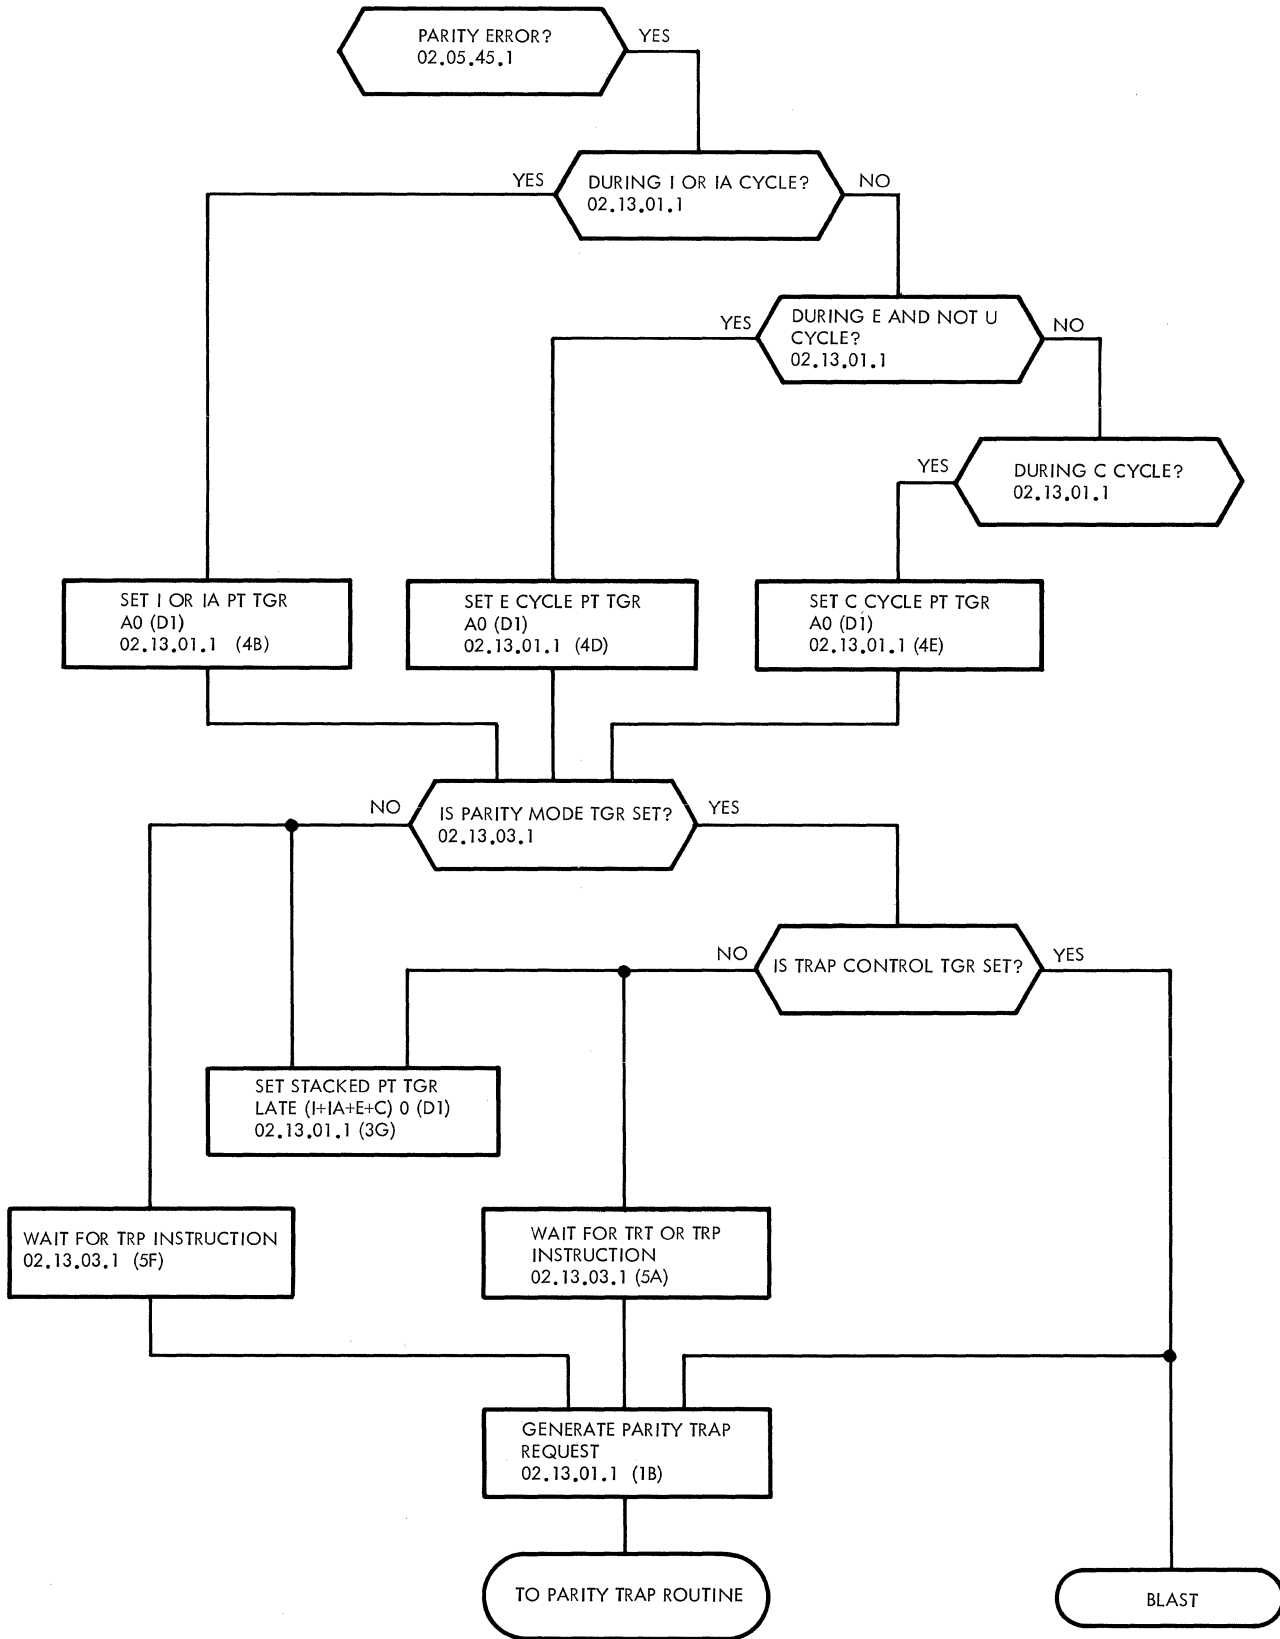 PARITY ERROR?
02.05.45.1
YES
DURING I OR IA CYCLE?
02.13.01.1
YES
NO
DURING E AND NOT U
CYCLE?
02.13.01.1
YES
NO
DURING C CYCLE?
02.13.01.1
YES
SET I OR IA PT TGR
A0 (D1)
02.13.01.1 (4B)
SET E CYCLE PT TGR
A0 (D1)
02.13.01.1 (4D)
SET C CYCLE PT TGR
A0 (D1)
02.13.01.1 (4E)
NO
IS PARITY MODE TGR SET?
02.13.03.1
YES
NO
IS TRAP CONTROL TGR SET?
YES
SET STACKED PT TGR
LATE (I+IA+E+C) 0 (D1)
02.13.01.1 (3G)
WAIT FOR TRP INSTRUCTION
02.13.03.1 (5F)
WAIT FOR TRT OR TRP
INSTRUCTION
02.13.03.1 (5A)
GENERATE PARITY TRAP
REQUEST
02.13.01.1 (1B)
TO PARITY TRAP ROUTINE
BLAST